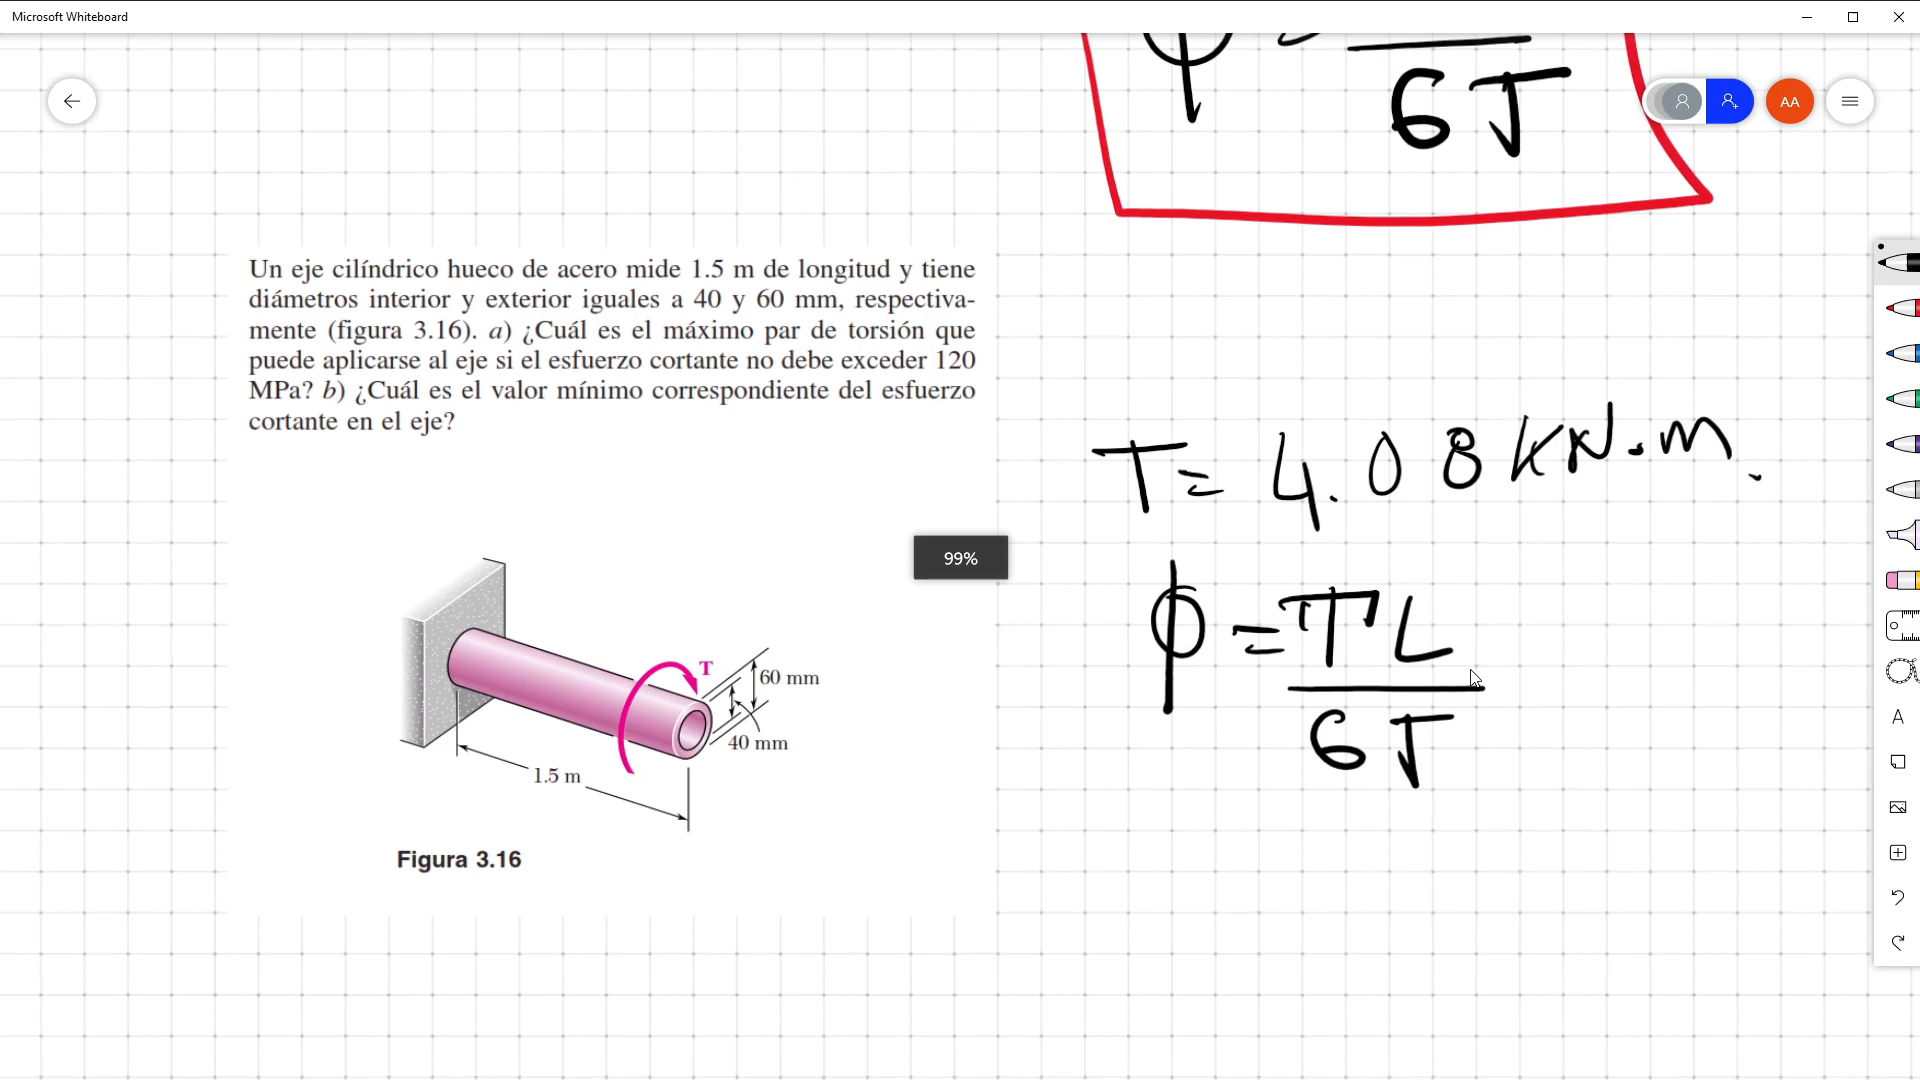 Microsoft Whiteboard
ϕ =
GJ
AA
Un eje cilíndrico hueco de acero mide 1.5 m de longitud y tiene
diámetros interior y exterior iguales a 40 y 60 mm, respectiva-
mente (figura 3.16). a) ¿Cuál es el máximo par de torsión que
puede aplicarse al eje si el esfuerzo cortante no debe exceder 120
MPa? b) ¿Cuál es el valor mínimo correspondiente del esfuerzo
cortante en el eje?
T = 4.08 KN.m.
99%
ϕ = TL
GJ
T
60 mm
40 mm
1.5 m
Figura 3.16
A